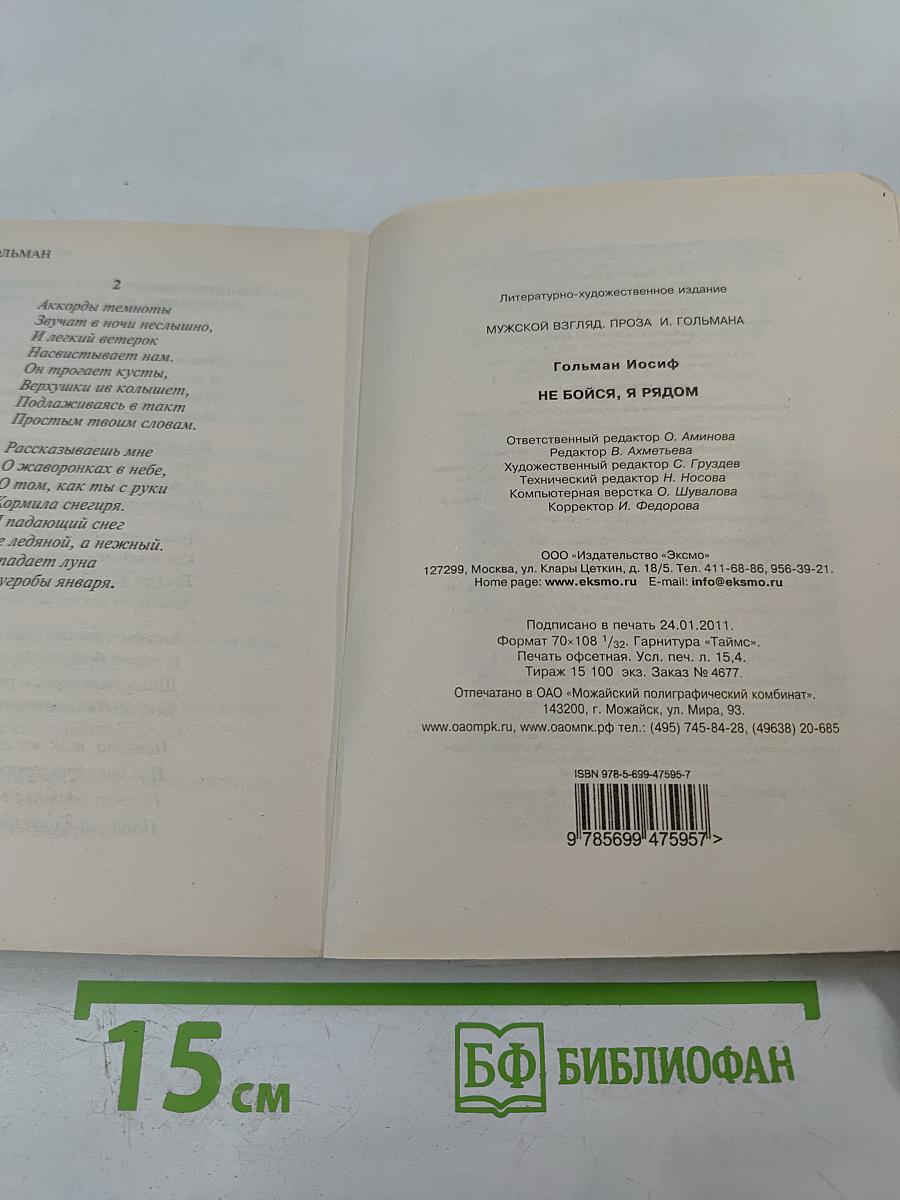 ОЛЬМАН
2
Аккорды темноты
Звучат в ночи неслышно,
И легкий ветерок
Насвистывает нам.
Он трогает кусты,
Верхушки ив колышет,
Подлаживаясь в такт
Простым твоим словам.
Рассказываешь мне
О жаворонках в небе,
О том, как ты с руки
Кормила снегиря.
падающий снег
ледяной, а нежный.
падает луна
угробы января.
Литературно-художественное издание
МУЖСКОЙ ВЗГЛЯД. ПРОЗА И. ГОЛЬМАНА
Гольман Иосиф
НЕ БОЙСЯ, Я РЯДОМ
Ответственный редактор О. Аминова
Редактор В. Ахметьева
Художественный редактор С. Груздев
Технический редактор Н. Носова
Компьютерная верстка О. Шувалова
Корректор И. Федорова
ООО «Издательство «Эксмо»
127299, Москва, ул. Клары Цеткин, д. 18/5. Тел. 411-68-86, 956-39-21.
Home page: www.eksmo.ru E-mail: info@eksmo.ru
Подписано в печать 24.01.2011.
Формат 70×108 1/32. Гарнитура «Таймс».
Печать офсетная. Усл. печ. л. 15,4.
Тираж 15 100 экз. Заказ № 4677.
Отпечатано в ОАО «Можайский полиграфический комбинат».
143200, г. Можайск, ул. Мира, 93.
www.oaompk.ru, www.оаомпк.рф тел.: (495) 745-84-28, (49638) 20-685
ISBN 978-5-699-47595-7
9 785699 475957 >
15 см
БФ БИБЛИОФАН